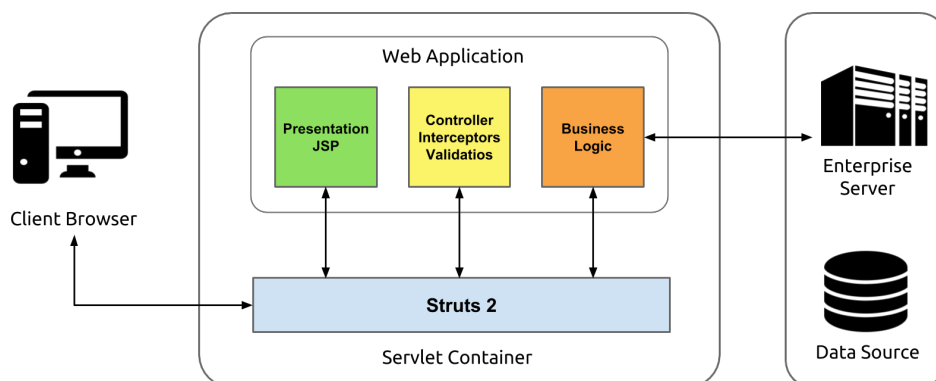 Web Application
Presentation
JSP
Controller
Interceptors
Validatios
Business
Logic
Client Browser
Struts 2
Servlet Container
Enterprise
Server
Data Source